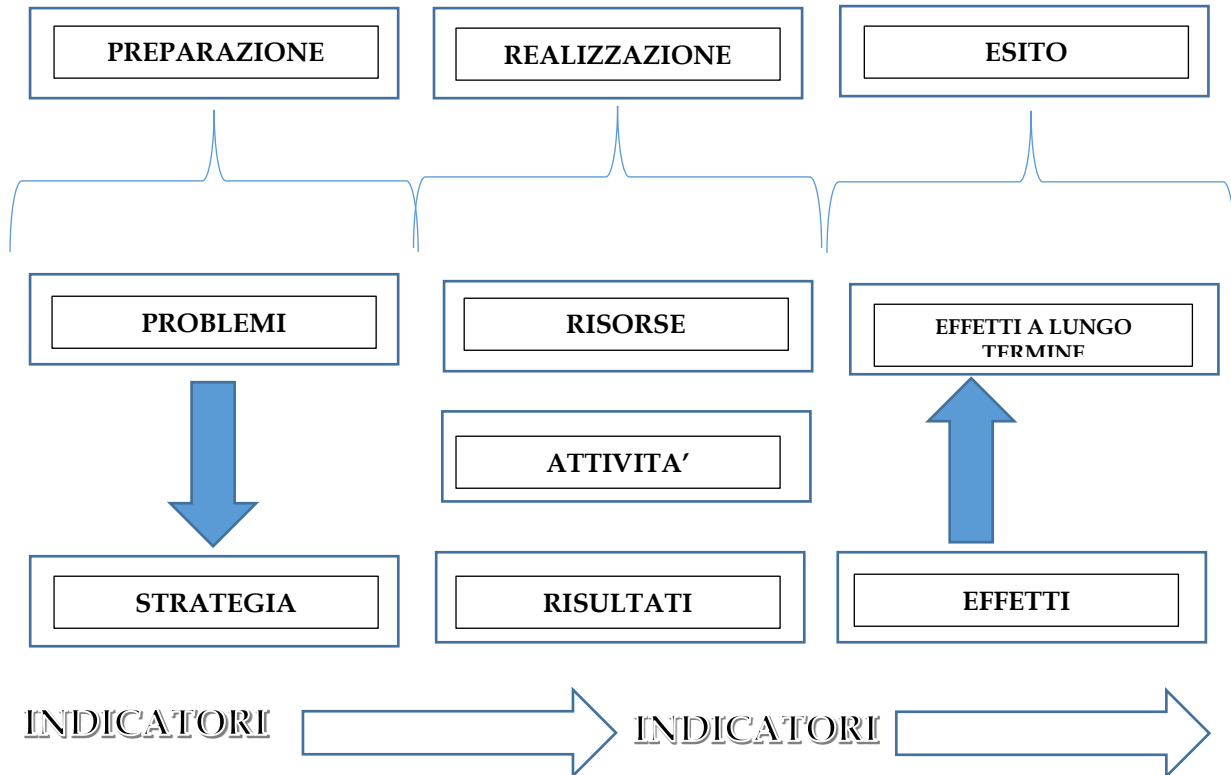 PREPARAZIONE
REALIZZAZIONE
ESITO
PROBLEMI
RISORSE
EFFETTI A LUNGO
TERMINE
ATTIVITA’
STRATEGIA
RISULTATI
EFFETTI
INDICATORI
INDICATORI